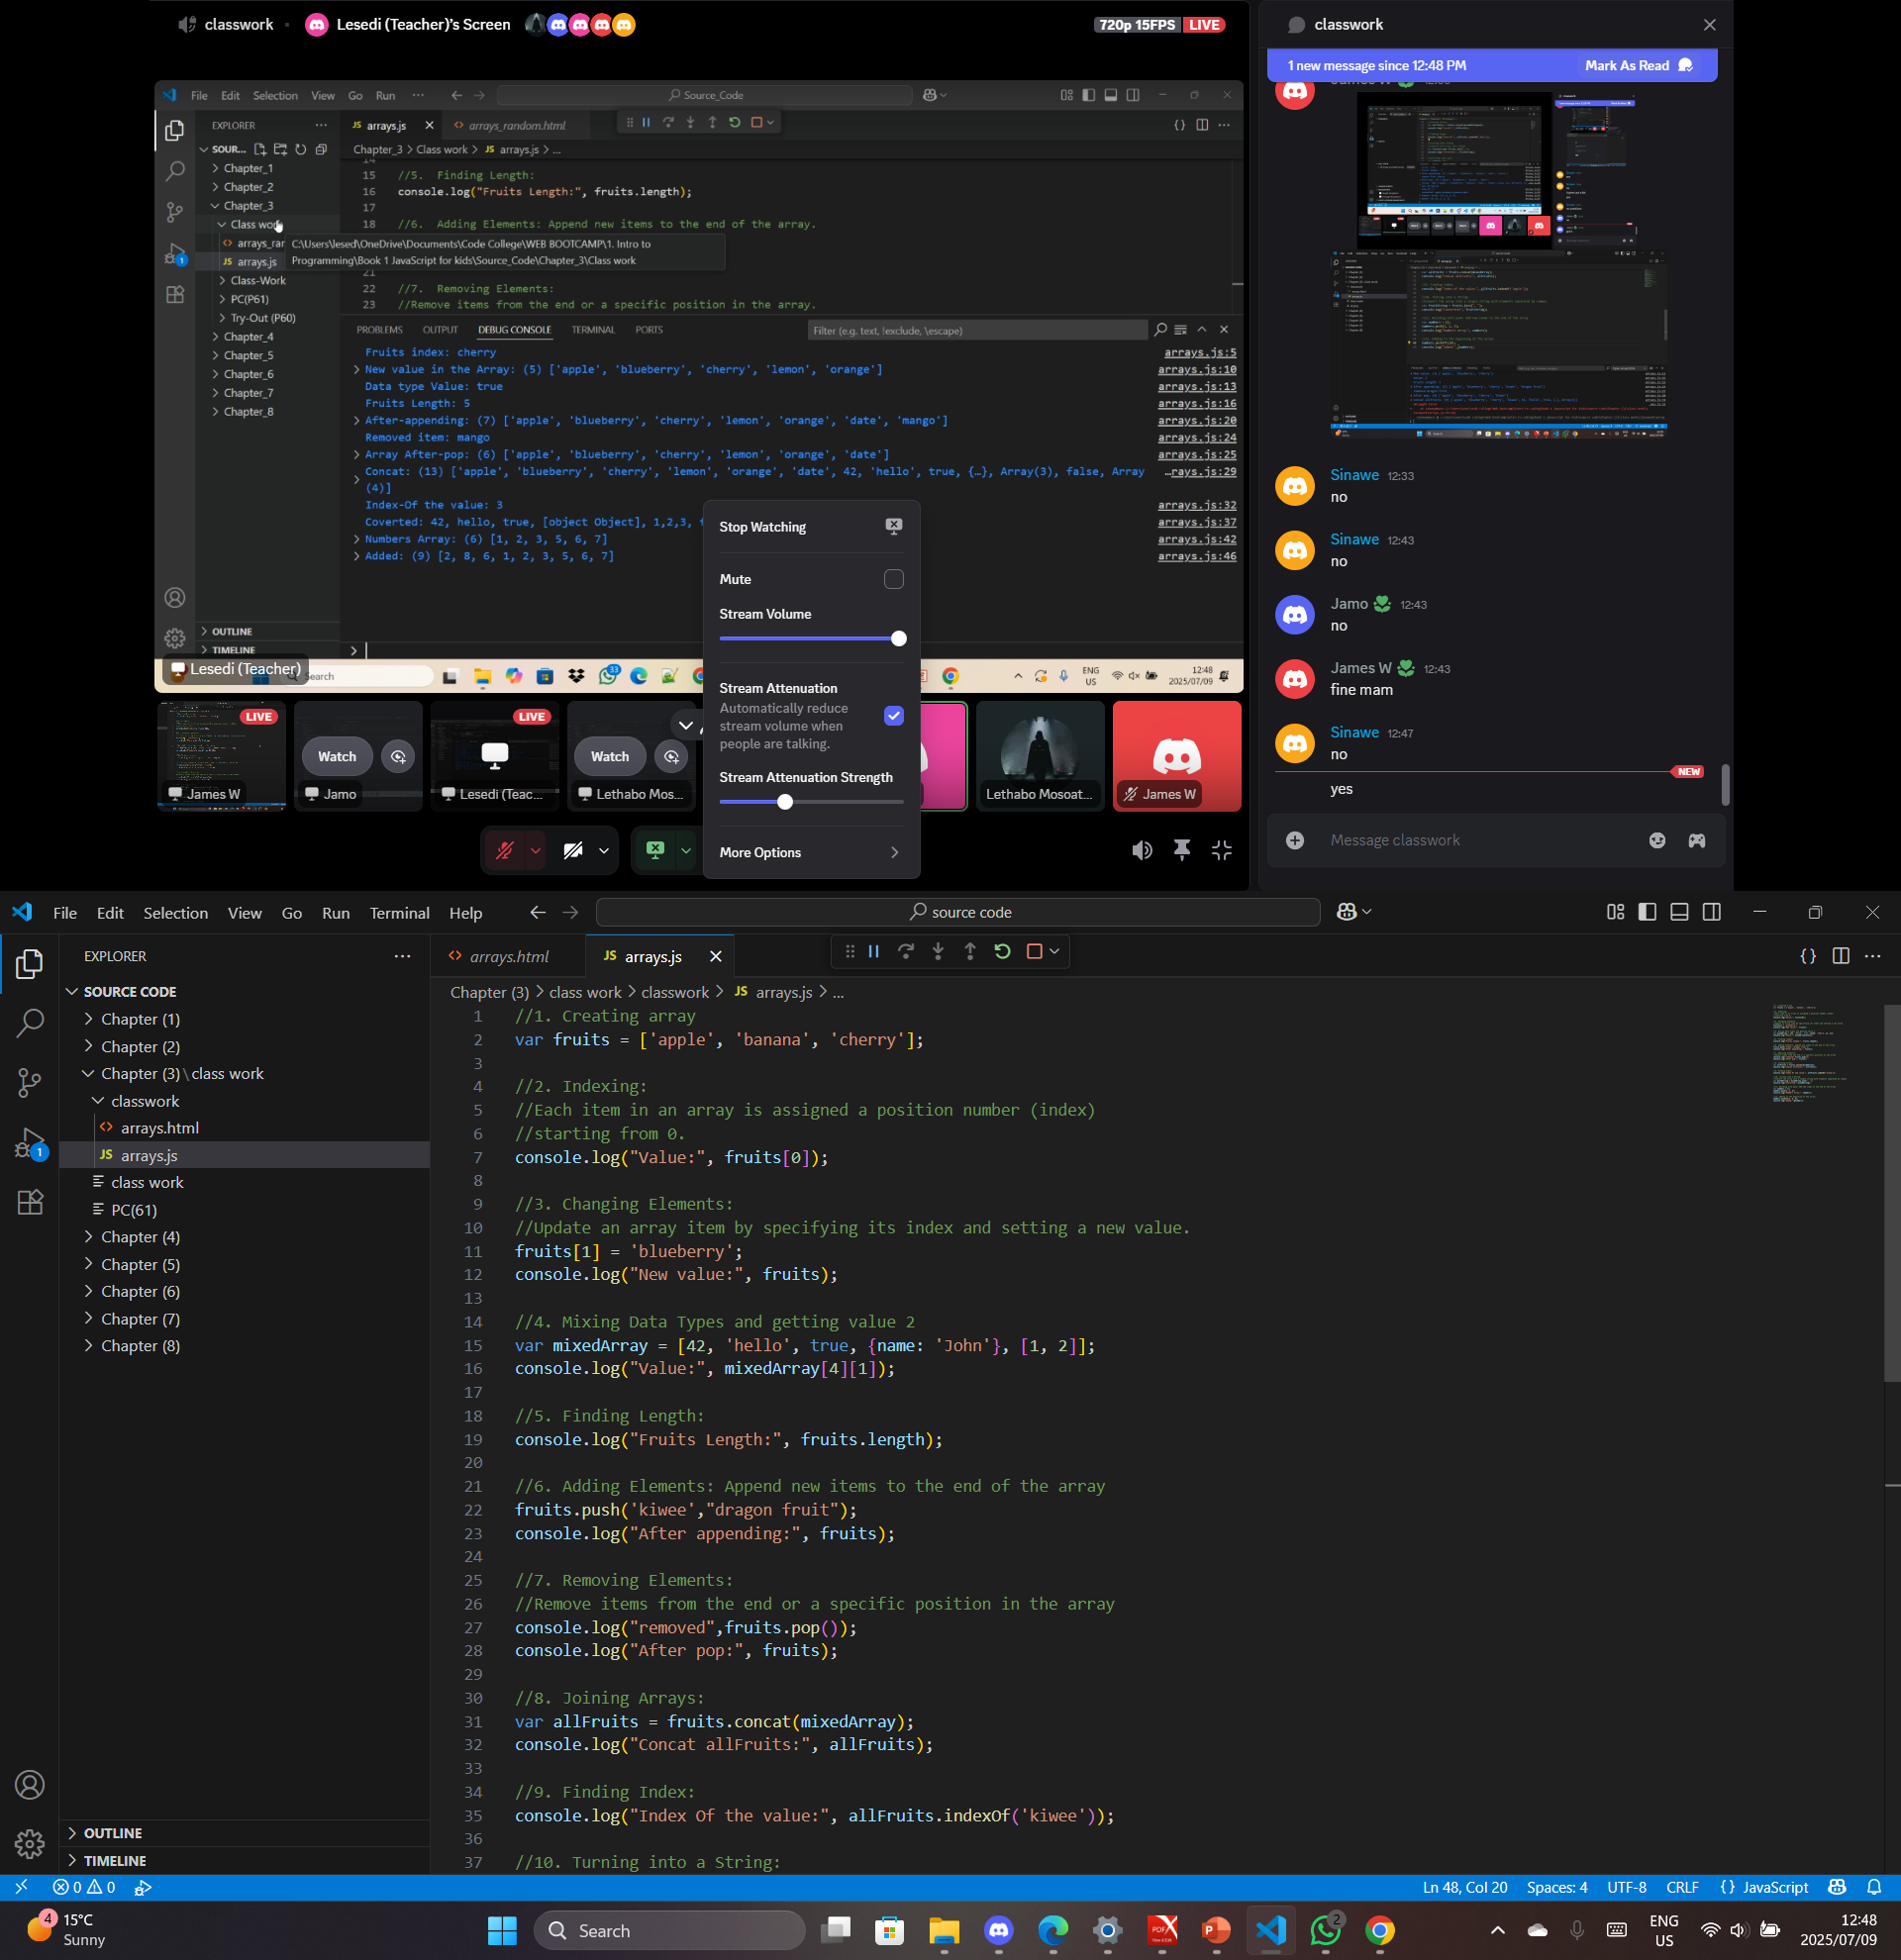 classwork
Lesedi (Teacher)'s Screen
720p 15FPS LIVE
File Edit Selection View Go Run
Source_Code
EXPLORER
arrays.js
arrays_random.html
SOUR...
Chapter_3 > Class work > JS arrays.js > ...
Chapter_1
Chapter_2
Chapter_3
Class work
arrays_rar
JS arrays.js
Class-Work
PC(P61)
Try-Out (P60)
Chapter_4
Chapter_5
Chapter_6
Chapter_7
Chapter_8
OUTLINE
TIMELINE
14
15 //5. Finding Length:
16 console.log("Fruits Length:", fruits.length);
17
18 //6. Adding Elements: Append new items to the end of the array.
C:\Users\lesed\OneDrive\Documents\Code College\WEB BOOTCAMP\1. Intro to
Programming\Book 1 JavaScript for kids\Source_Code\Chapter_3\Class work
21
22 //7. Removing Elements:
23 //Remove items from the end or a specific position in the array.
PROBLEMS OUTPUT DEBUG CONSOLE TERMINAL PORTS
Filter (e.g. text, !exclude, \escape)
Fruits index: cherry arrays.js:5
New value in the Array: (5) ['apple', 'blueberry', 'cherry', 'lemon', 'orange'] arrays.js:10
Data type Value: true arrays.js:13
Fruits Length: 5 arrays.js:16
After-appending: (7) ['apple', 'blueberry', 'cherry', 'lemon', 'orange', 'date', 'mango'] arrays.js:20
Removed item: mango arrays.js:24
Array After-pop: (6) ['apple', 'blueberry', 'cherry', 'lemon', 'orange', 'date'] arrays.js:25
Concat: (13) ['apple', 'blueberry', 'cherry', 'lemon', 'orange', 'date', 42, 'hello', true, {…}, Array(3), false, Array …rays.js:29
(4)]
Index-Of the value: 3 arrays.js:32
Coverted: 42, hello, true, [object Object], 1,2,3, arrays.js:37
Numbers Array: (6) [1, 2, 3, 5, 6, 7] arrays.js:42
Added: (9) [2, 8, 6, 1, 2, 3, 5, 6, 7] arrays.js:46
Lesedi (Teacher)
Search
33
ENG
US
12:48
2025/07/09
Stop Watching
Mute
Stream Volume
Stream Attenuation
Automatically reduce
stream volume when
people are talking.
Stream Attenuation Strength
More Options
LIVE
James W
Watch
Jamo
LIVE
Lesedi (Teac...
Watch
Lethabo Mos...
Lethabo Mosoat...
James W
classwork
1 new message since 12:48 PM
Mark As Read
Sinawe 12:33
no
Sinawe 12:43
no
Jamo 12:43
no
James W 12:43
fine mam
Sinawe 12:47
no
NEW
yes
Message classwork
File Edit Selection View Go Run Terminal Help
source code
EXPLORER
arrays.html
JS arrays.js
SOURCE CODE
Chapter (1)
Chapter (2)
Chapter (3) \ class work
classwork
arrays.html
JS arrays.js
class work
PC(61)
Chapter (4)
Chapter (5)
Chapter (6)
Chapter (7)
Chapter (8)
OUTLINE
TIMELINE
1
Chapter (3) > class work > classwork > JS arrays.js > ...
1 //1. Creating array
2 var fruits = ['apple', 'banana', 'cherry'];
3
4 //2. Indexing:
5 //Each item in an array is assigned a position number (index)
6 //starting from 0.
7 console.log("Value:", fruits[0]);
8
9 //3. Changing Elements:
10 //Update an array item by specifying its index and setting a new value.
11 fruits[1] = 'blueberry';
12 console.log("New value:", fruits);
13
14 //4. Mixing Data Types and getting value 2
15 var mixedArray = [42, 'hello', true, {name: 'John'}, [1, 2]];
16 console.log("Value:", mixedArray[4][1]);
17
18 //5. Finding Length:
19 console.log("Fruits Length:", fruits.length);
20
21 //6. Adding Elements: Append new items to the end of the array
22 fruits.push('kiwee',"dragon fruit");
23 console.log("After appending:", fruits);
24
25 //7. Removing Elements:
26 //Remove items from the end or a specific position in the array
27 console.log("removed",fruits.pop());
28 console.log("After pop:", fruits);
29
30 //8. Joining Arrays:
31 var allFruits = fruits.concat(mixedArray);
32 console.log("Concat allFruits:", allFruits);
33
34 //9. Finding Index:
35 console.log("Index Of the value:", allFruits.indexOf('kiwee'));
36
37 //10. Turning into a String:
0 0
Ln 48, Col 20 Spaces: 4 UTF-8 CRLF {} JavaScript
4
15°C
Sunny
Search
2
ENG
US
12:48
2025/07/09